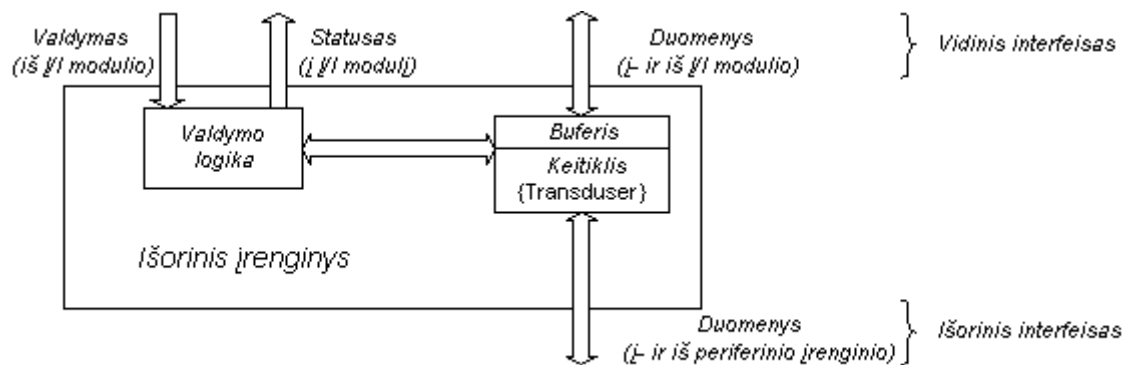 Valdymas
(iš Į/I modulio)
Statusas
(į Į/I modulį)
Duomenys
(į– ir iš Į/I modulio)
Vidinis interfeisas
Valdymo
logika
Buferis
Keitiklis
{Transduser}
Išorinis įrenginys
Duomenys
(į– ir iš periferinio įrenginio)
Išorinis interfeisas